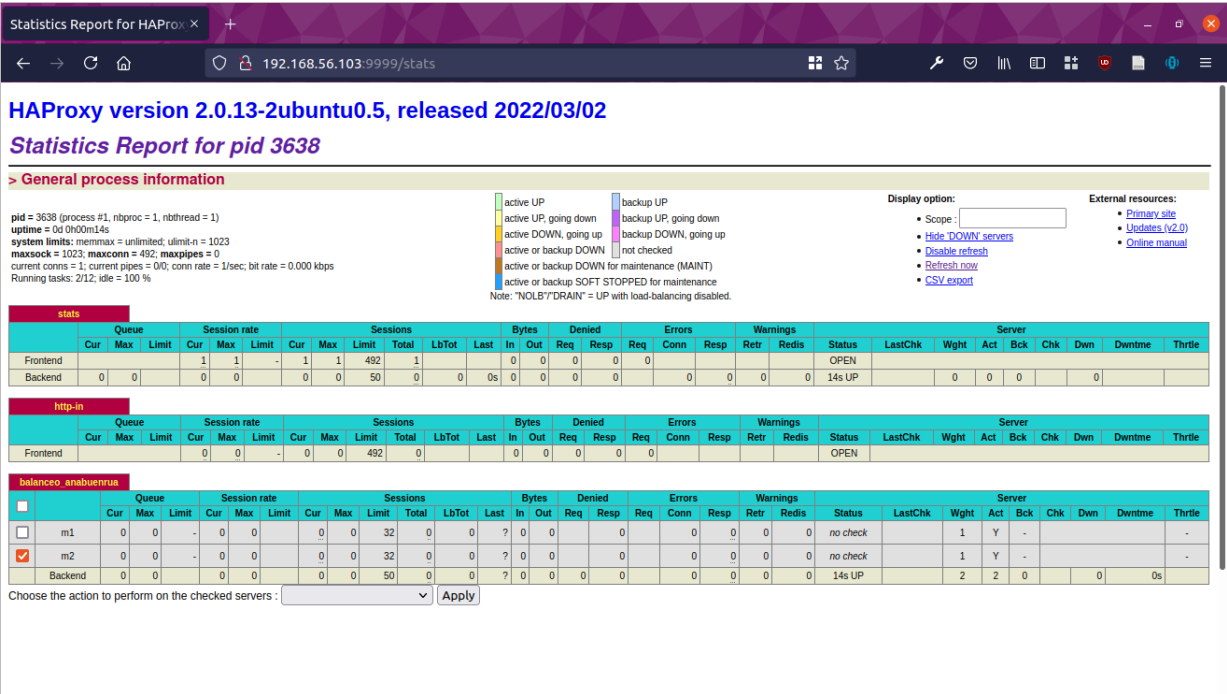 Statistics Report for HAProx
192.168.56.103:9999/stats
HAProxy version 2.0.13-2ubuntu0.5, released 2022/03/02
Statistics Report for pid 3638
> General process information
pid = 3638 (process #1, nbproc = 1, nbthread = 1)
uptime = 0d 0h00m14s
system limits: memmax = unlimited; ulimit-n = 1023
maxsock = 1023; maxconn = 492; maxpipes = 0
current conns = 1; current pipes = 0/0; conn rate = 1/sec; bit rate = 0.000 kbps
Running tasks: 2/12; idle = 100 %
active UP backup UP
active UP, going down backup UP, going down
active DOWN, going up backup DOWN, going up
active or backup DOWN not checked
active or backup DOWN for maintenance (MAINT)
active or backup SOFT STOPPED for maintenance
Note: "NOLB"/"DRAIN" = UP with load-balancing disabled.
Display option:
• Scope :
• Hide 'DOWN' servers
• Disable refresh
• Refresh now
• CSV export
External resources:
• Primary site
• Updates (v2.0)
• Online manual
stats
Queue Session rate Sessions Bytes Denied Errors Warnings Server
Cur Max Limit Cur Max Limit Cur Max Limit Total LbTot Last In Out Req Resp Req Conn Resp Retr Redis Status LastChk Wght Act Bck Chk Dwn Dwntme Thrtle
Frontend 1 1 - 1 1 492 1 0 0 0 0 0 OPEN
Backend 0 0 0 0 0 0 50 0 0 0s 0 0 0 0 0 0 0 0 14s UP 0 0 0 0
http-in
Queue Session rate Sessions Bytes Denied Errors Warnings Server
Cur Max Limit Cur Max Limit Cur Max Limit Total LbTot Last In Out Req Resp Req Conn Resp Retr Redis Status LastChk Wght Act Bck Chk Dwn Dwntme Thrtle
Frontend 0 0 - 0 0 492 0 0 0 0 0 0 OPEN
balanceo_anabuenrua
Queue Session rate Sessions Bytes Denied Errors Warnings Server
Cur Max Limit Cur Max Limit Cur Max Limit Total LbTot Last In Out Req Resp Req Conn Resp Retr Redis Status LastChk Wght Act Bck Chk Dwn Dwntme Thrtle
m1 0 0 - 0 0 0 0 32 0 0 ? 0 0 0 0 0 0 0 no check 1 Y - -
m2 0 0 - 0 0 0 0 32 0 0 ? 0 0 0 0 0 0 0 no check 1 Y - -
Backend 0 0 0 0 0 0 50 0 0 ? 0 0 0 0 0 0 0 0 14s UP 2 2 0 0 0s
Choose the action to perform on the checked servers : Apply